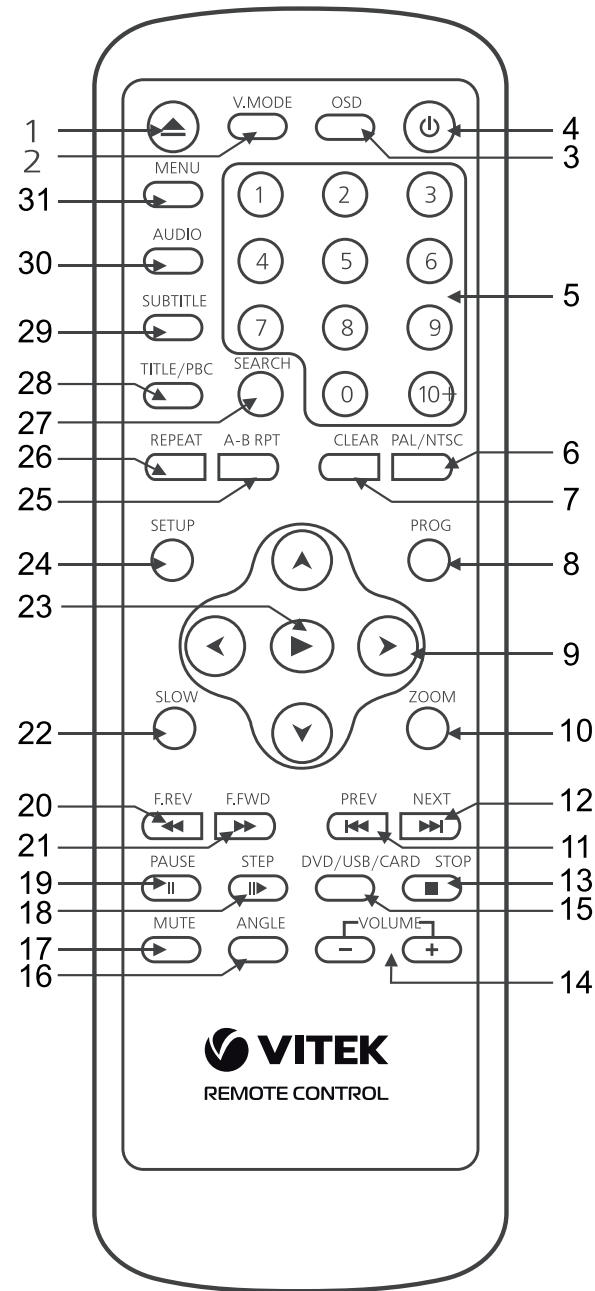 V.MODE OSD
1 4
2 3
MENU
31 1 2 3
AUDIO
30 4 5 6 5
SUBTITLE
29 7 8 9
TITLE/PBC SEARCH
28 0 10+
27
REPEAT A-B RPT CLEAR PAL/NTSC
26 6
25 7
SETUP PROG
24 8
23
9
SLOW ZOOM
22 10
F.REV F.FWD PREV NEXT
20 12
21 11
PAUSE STEP DVD/USB/CARD STOP
19 13
18 15
MUTE ANGLE VOLUME
17 − +
16 14
VITEK
REMOTE CONTROL